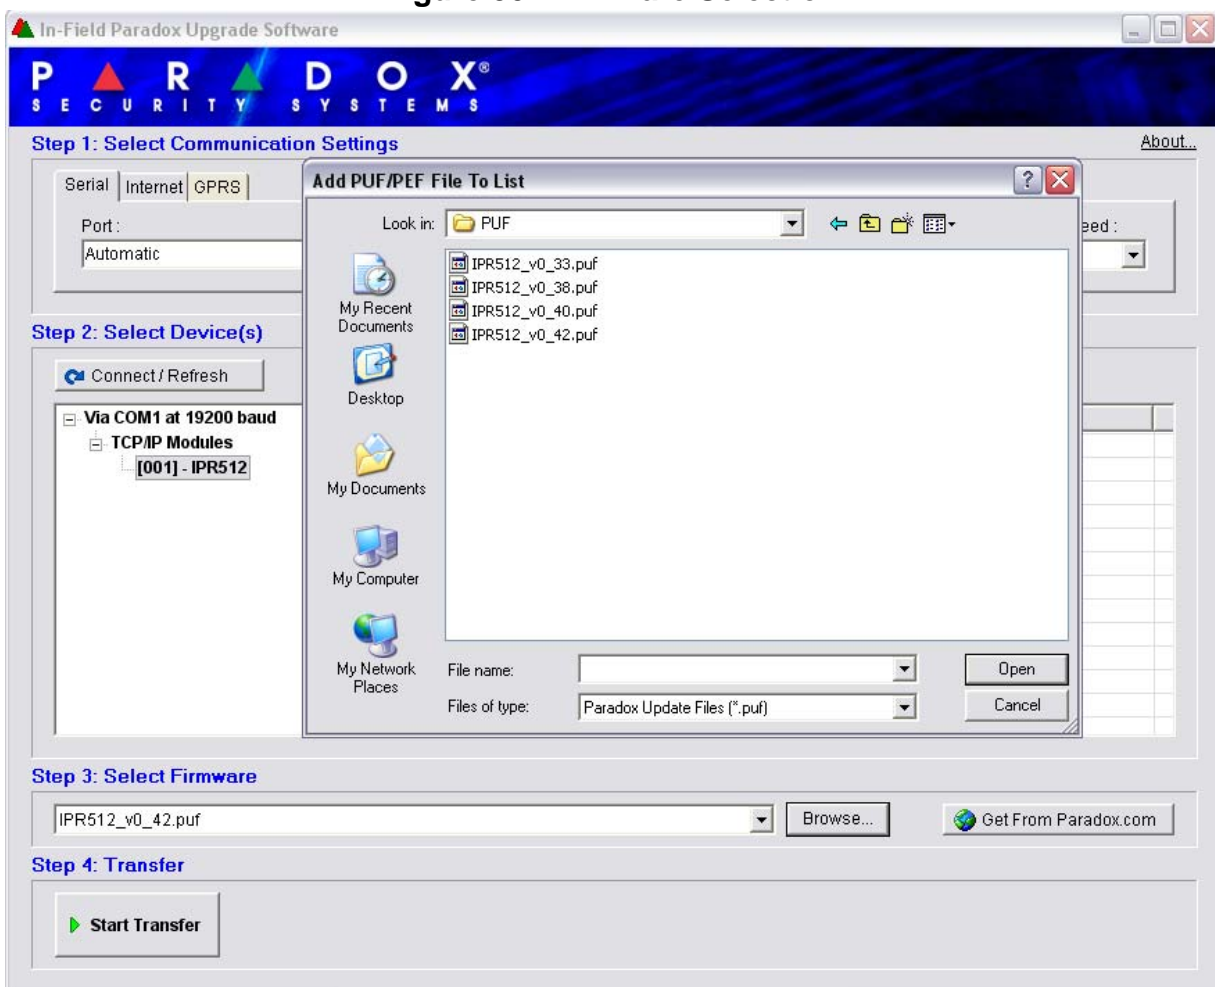 In-Field Paradox Upgrade Software
PARADOX®
SECURITY SYSTEMS
Step 1: Select Communication Settings
About...
Serial Internet GPRS
Port :
eed :
Automatic
Add PUF/PEF File To List
Look in: PUF
IPR512_v0_33.puf
IPR512_v0_38.puf
IPR512_v0_40.puf
IPR512_v0_42.puf
My Recent
Documents
Desktop
My Documents
My Computer
My Network
Places
File name:
Open
Files of type: Paradox Update Files (*.puf)
Cancel
Step 2: Select Device(s)
Connect / Refresh
Via COM1 at 19200 baud
TCP/IP Modules
[001] - IPR512
Step 3: Select Firmware
IPR512_v0_42.puf
Browse...
Get From Paradox.com
Step 4: Transfer
Start Transfer